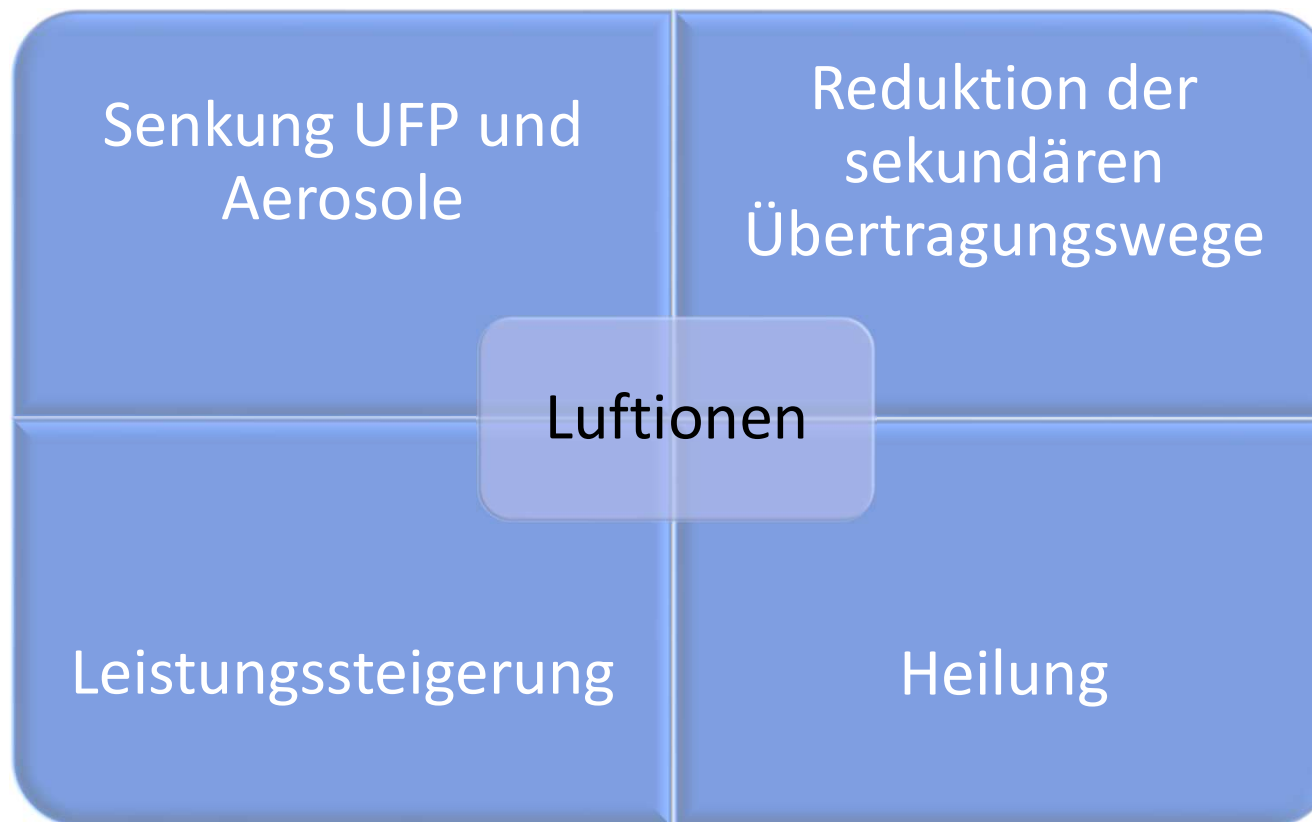 Senkung UFP und
Aerosole
Reduktion der
sekundären
Übertragungswege
Luftionen
Leistungssteigerung
Heilung